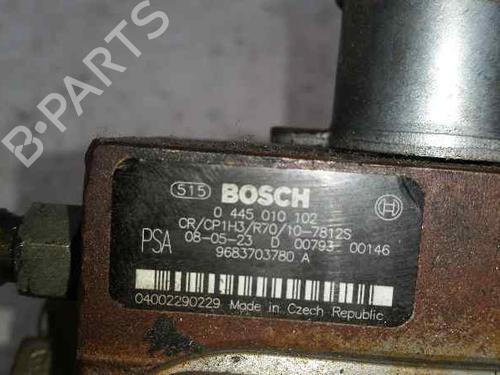 B-PARTS
515 BOSCH
0 445 010 102
CR/CP1H3/R70/10-7812S
PSA 08-05-23 D 00793-00146
9683703780 A
04002290229 Made in Czech Republic